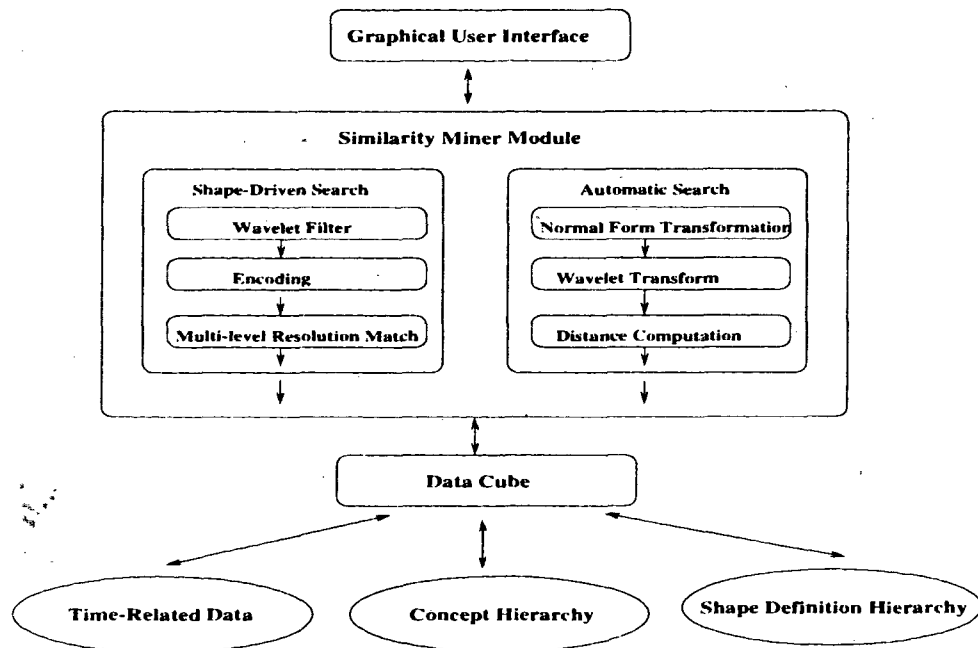 Graphical User Interface
Similarity Miner Module
Shape-Driven Search
Wavelet Filter
Encoding
Multi-level Resolution Match
Automatic Search
Normal Form Transformation
Wavelet Transform
Distance Computation
Data Cube
Time-Related Data
Concept Hierarchy
Shape Definition Hierarchy